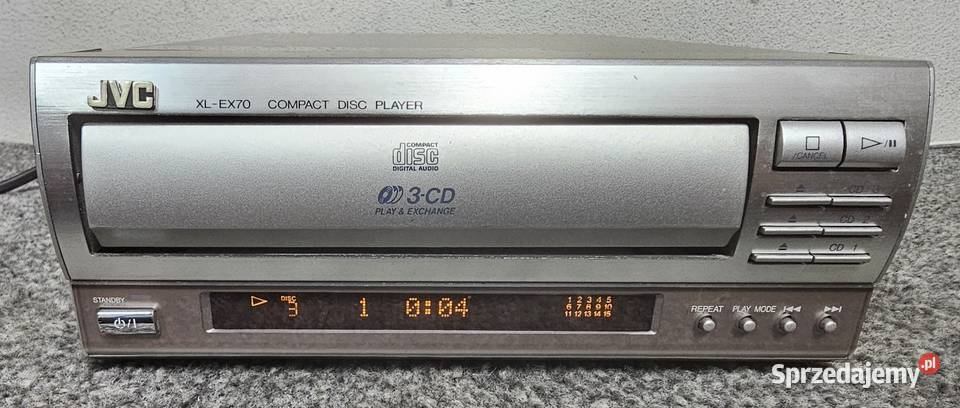 JVC
XL-EX70 COMPACT DISC PLAYER
COMPACT
disc
DIGITAL AUDIO
3-CD
PLAY & EXCHANGE
/CANCEL
CD 3
CD 2
CD 1
STANDBY
DISC
3 1 0:04
1 2 3 4 5
6 7 8 9 10
11 12 13 14 15
REPEAT PLAY MODE
Sprzedajemy.pl